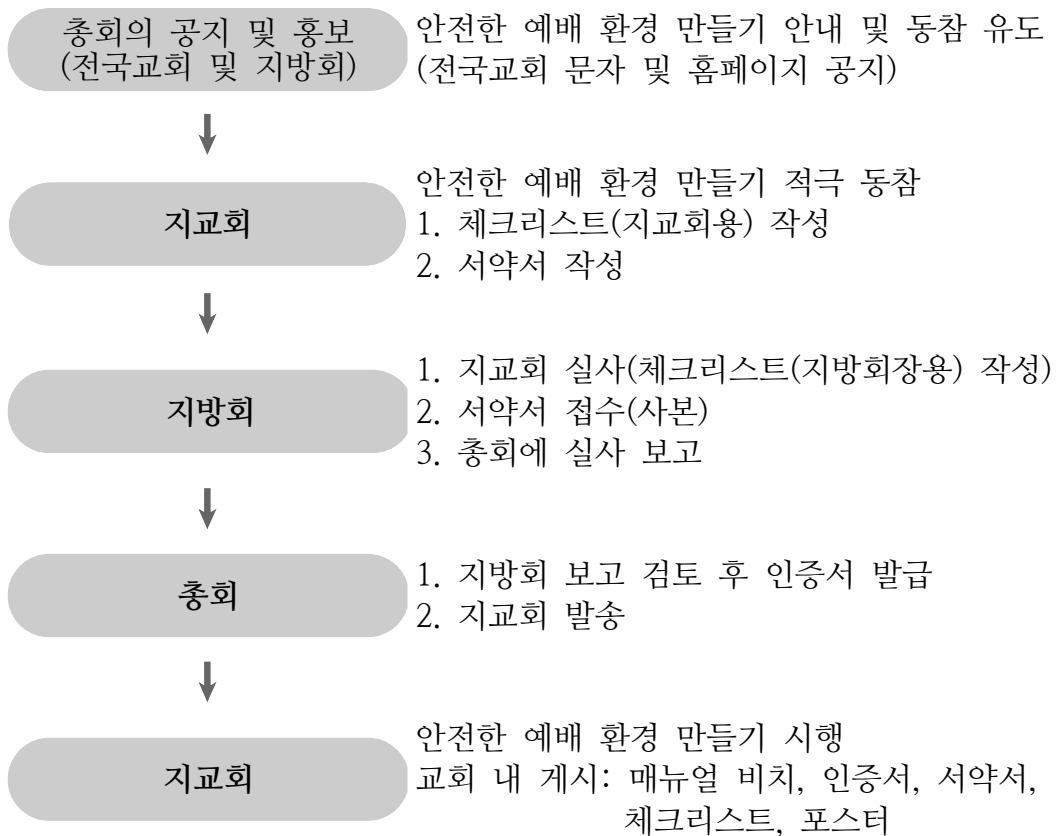 총회의 공지 및 홍보
(전국교회 및 지방회)
안전한 예배 환경 만들기 안내 및 동참 유도
(전국교회 문자 및 홈페이지 공지)
지교회
안전한 예배 환경 만들기 적극 동참
1. 체크리스트(지교회용) 작성
2. 서약서 작성
지방회
1. 지교회 실사(체크리스트(지방회장용) 작성)
2. 서약서 접수(사본)
3. 총회에 실사 보고
총회
1. 지방회 보고 검토 후 인증서 발급
2. 지교회 발송
지교회
안전한 예배 환경 만들기 시행
교회 내 게시: 매뉴얼 비치, 인증서, 서약서,
체크리스트, 포스터